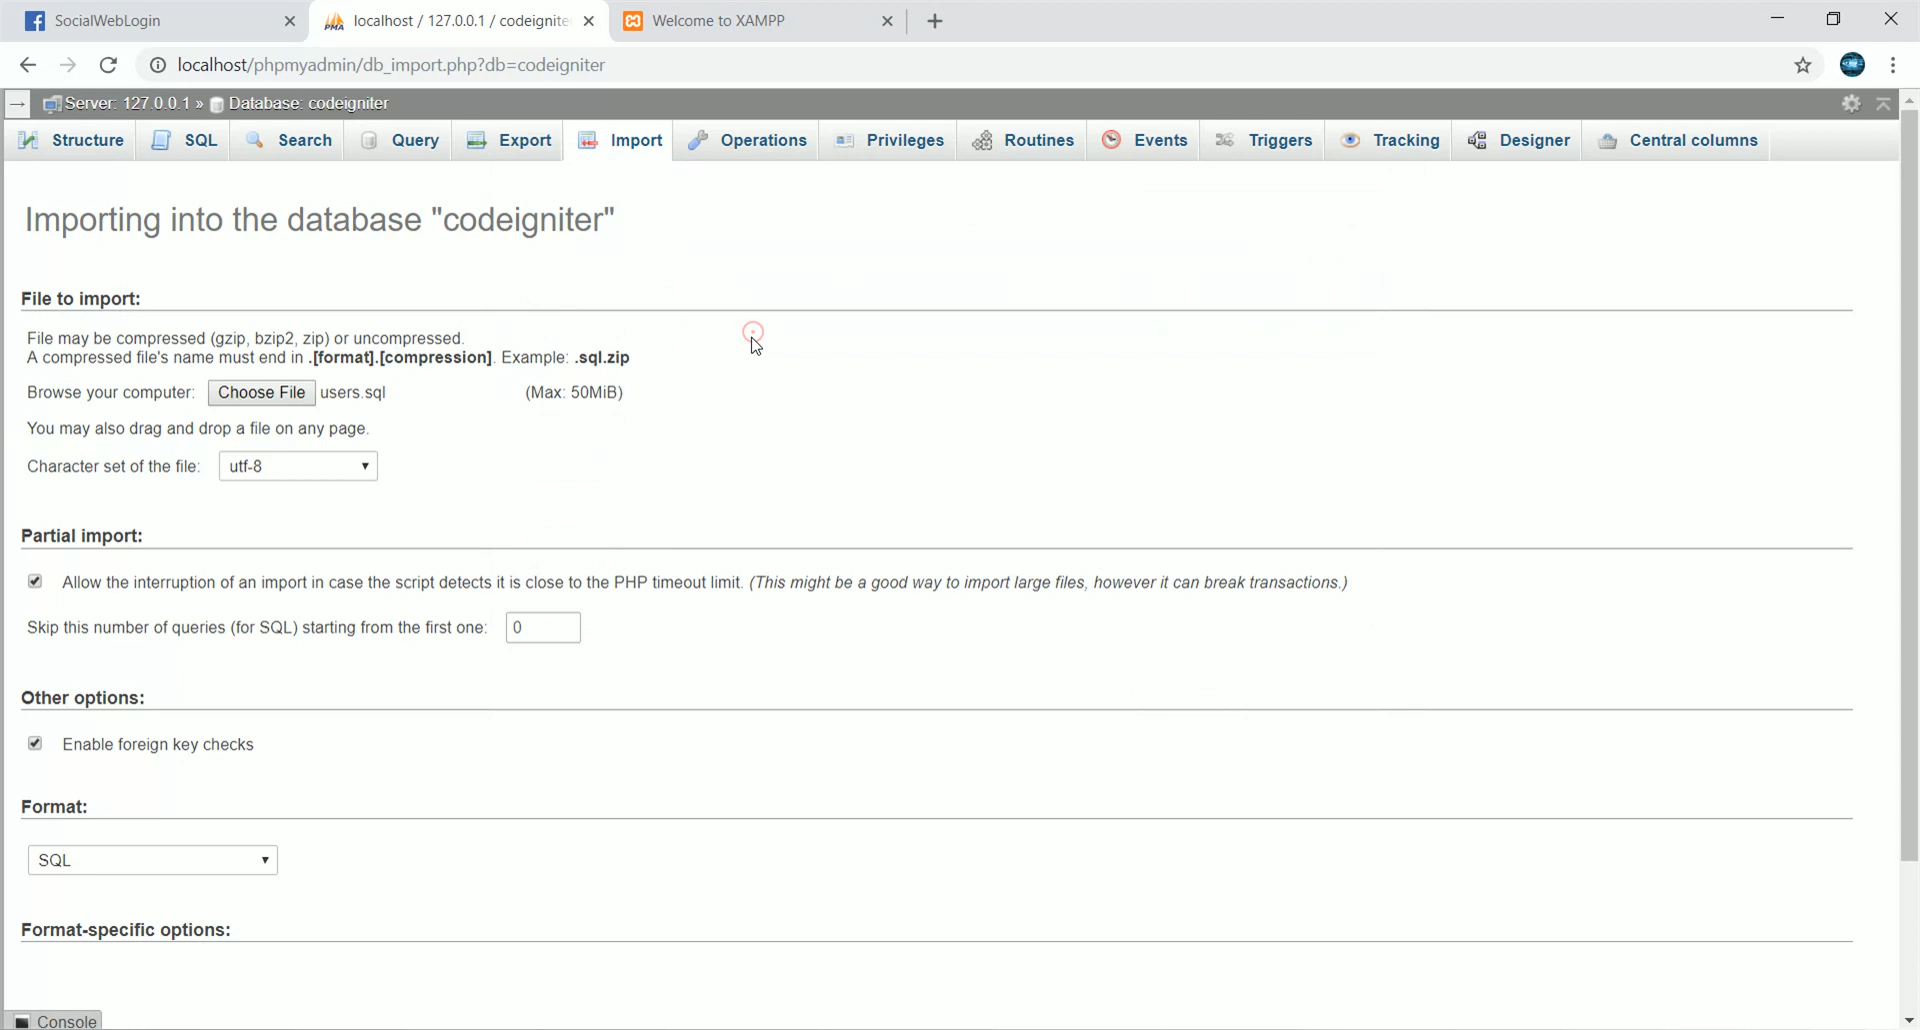 SocialWebLogin
PMA localhost / 127.0.0.1 / codeignite
Welcome to XAMPP
localhost/phpmyadmin/db_import.php?db=codeigniter
Server: 127.0.0.1 » Database: codeigniter
Structure SQL Search Query Export Import Operations Privileges Routines Events Triggers Tracking Designer Central columns
Importing into the database "codeigniter"
File to import:
File may be compressed (gzip, bzip2, zip) or uncompressed.
A compressed file's name must end in .[format].[compression]. Example: .sql.zip
Browse your computer: Choose File users.sql (Max: 50MiB)
You may also drag and drop a file on any page.
Character set of the file: utf-8
Partial import:
Allow the interruption of an import in case the script detects it is close to the PHP timeout limit. (This might be a good way to import large files, however it can break transactions.)
Skip this number of queries (for SQL) starting from the first one: 0
Other options:
Enable foreign key checks
Format:
SQL
Format-specific options:
Console